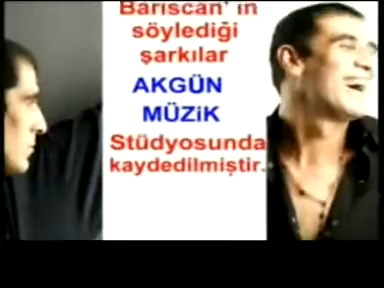 Barışcan' ın
söylediği
şarkılar
AKGÜN
MÜZiK
Stüdyosunda
kaydedilmiştir.